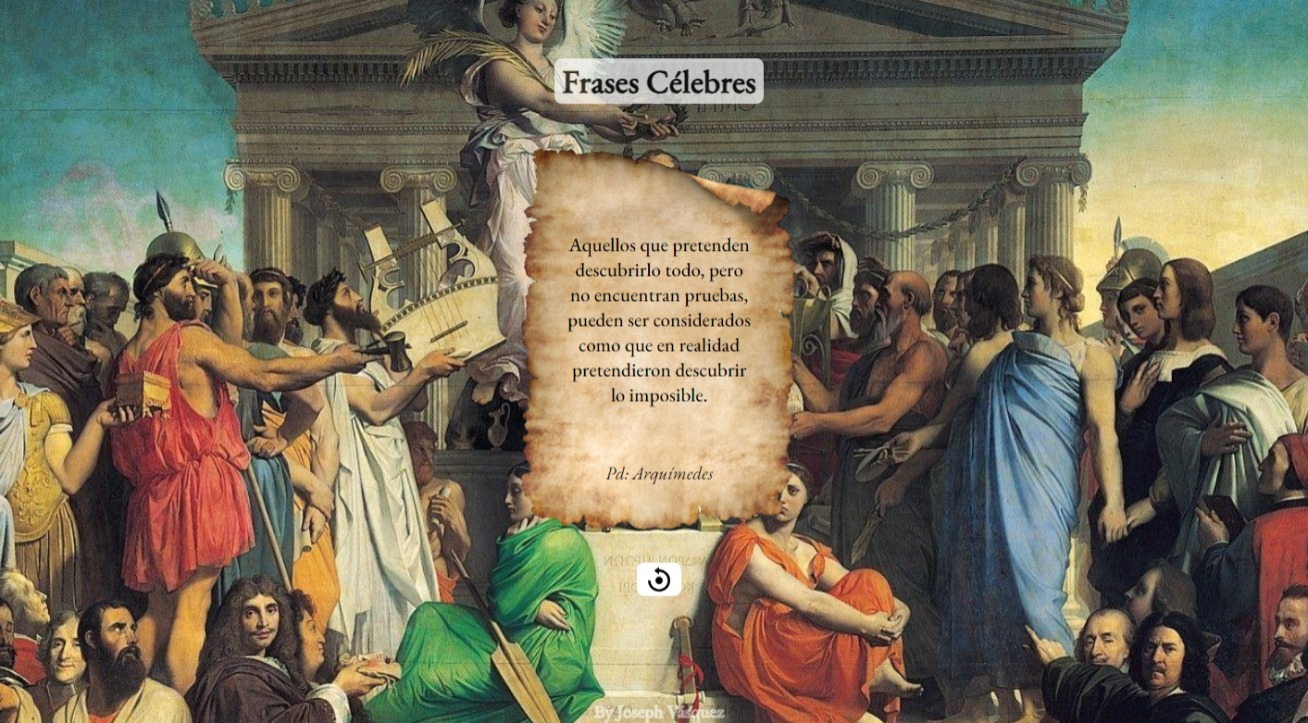 Frases Célebres
Aquellos que pretenden
descubrirlo todo, pero
no encuentran pruebas,
pueden ser considerados
como que en realidad
pretendieron descubrir
lo imposible.
Pd: Arquímedes
By Joseph Vásquez